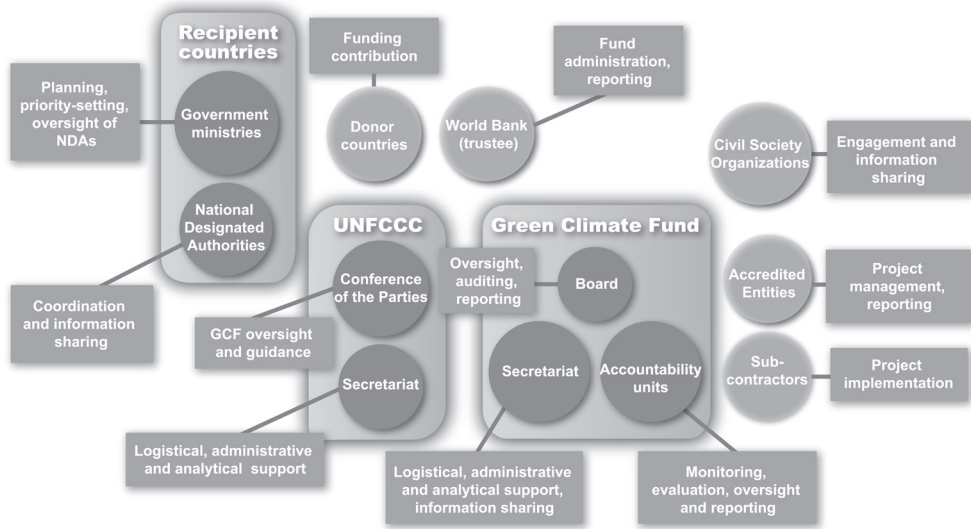 Recipient
countries
Planning,
priority-setting,
oversight of
NDAs
Government
ministries
National
Designated
Authorities
Coordination
and information
sharing
Funding
contribution
Donor
countries
Fund
administration,
reporting
World Bank
(trustee)
Civil Society
Organizations
Engagement and
information
sharing
UNFCCC
Conference
of the Parties
GCF oversight
and guidance
Secretariat
Logistical, administrative
and analytical support
Green Climate Fund
Oversight,
auditing,
reporting
Board
Secretariat
Accountability
units
Logistical, administrative
and analytical support,
information sharing
Monitoring,
evaluation, oversight
and reporting
Accredited
Entities
Project
management,
reporting
Sub-
contractors
Project
implementation